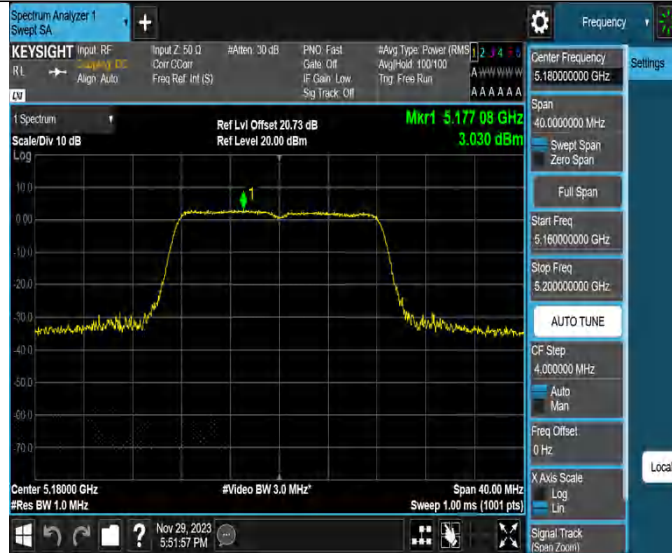 Spectrum Analyzer 1
Swept SA
+
Frequency
KEYSIGHT
RL
Input: RF
Coupling: DC
Align: Auto
Input Z: 50 Ω
Corr CCorr
Freq Ref: Int (S)
#Atten: 30 dB
PNO: Fast
Gate: Off
IF Gain: Low
Sig Track: Off
#Avg Type: Power (RMS
Avg|Hold: 100/100
Trig: Free Run
1 2 3 4 5 6
A W W W W W
A A A A A A
LXI
1 Spectrum
Scale/Div 10 dB
Ref Lvl Offset 20.73 dB
Ref Level 20.00 dBm
Mkr1 5.177 08 GHz
3.030 dBm
Log
10.0
0.00
-10.0
-20.0
-30.0
-40.0
-50.0
-60.0
-70.0
1
Center 5.18000 GHz
#Res BW 1.0 MHz
#Video BW 3.0 MHz*
Span 40.00 MHz
Sweep 1.00 ms (1001 pts)
Nov 29, 2023
5:51:57 PM
?
Center Frequency
5.180000000 GHz
Settings
Span
40.0000000 MHz
Swept Span
Zero Span
Full Span
Start Freq
5.160000000 GHz
Stop Freq
5.200000000 GHz
AUTO TUNE
CF Step
4.000000 MHz
Auto
Man
Freq Offset
0 Hz
X Axis Scale
Log
Lin
Local
Signal Track
(Span Zoom)